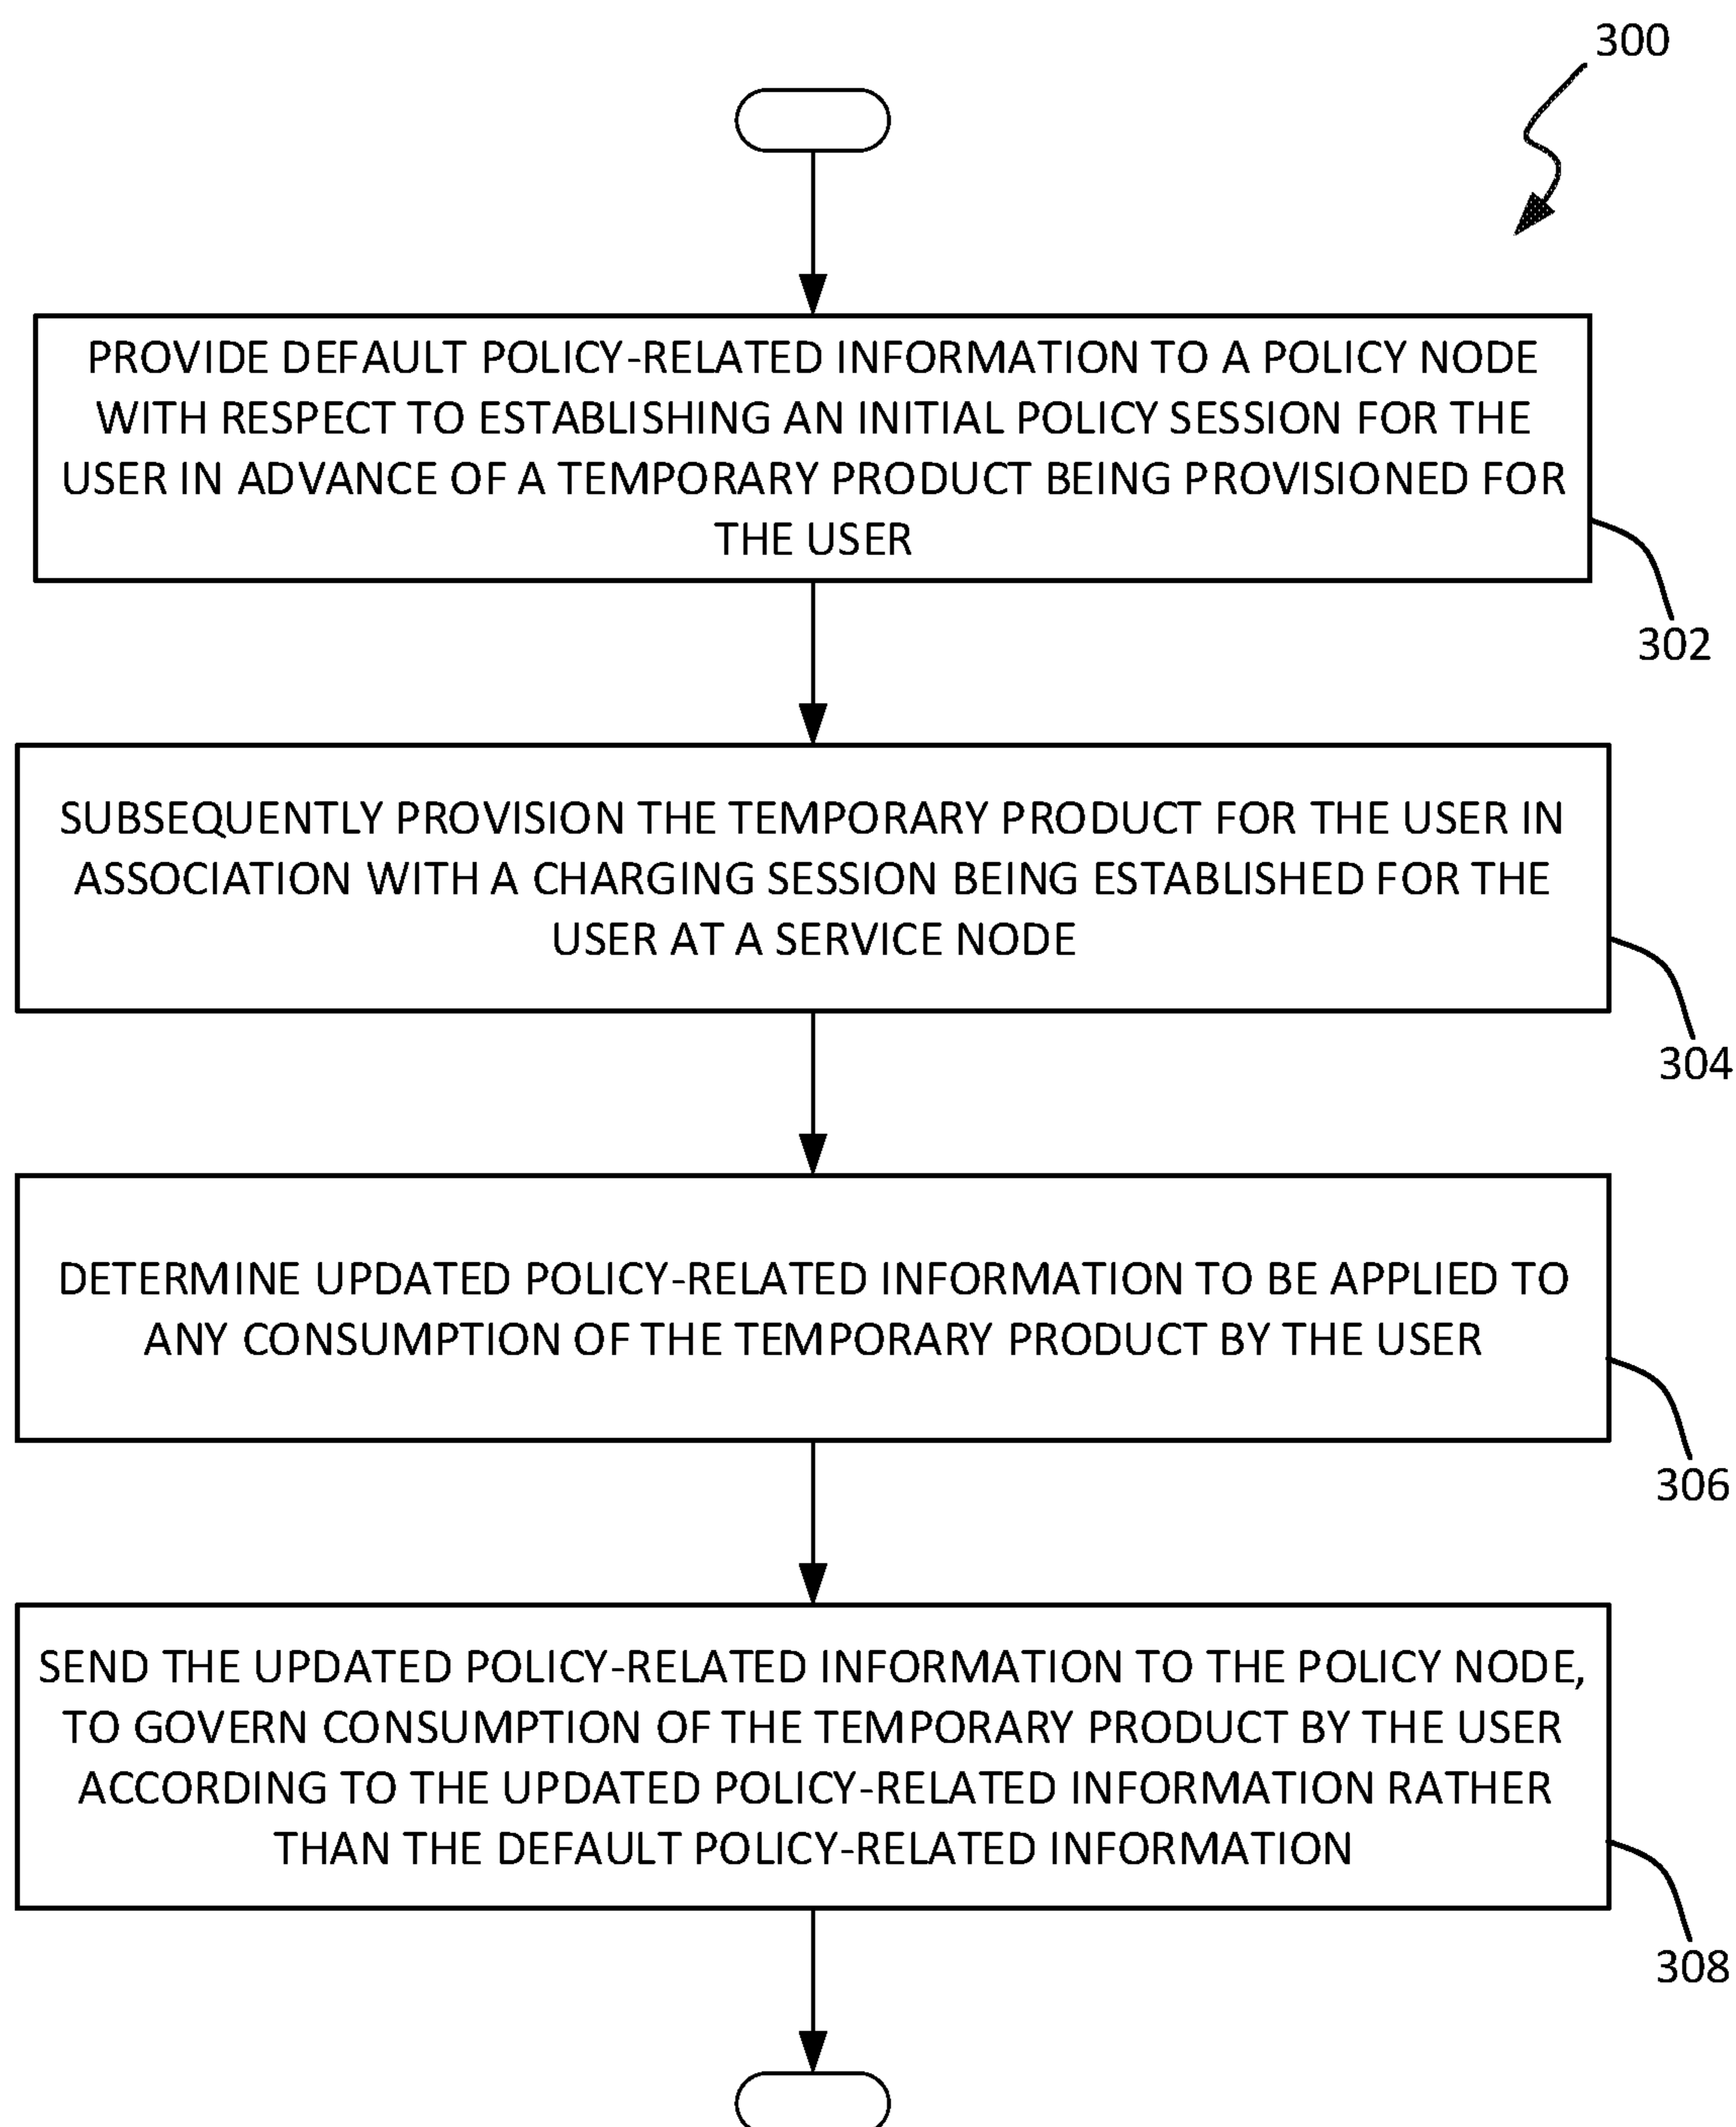 300
PROVIDE DEFAULT POLICY-RELATED INFORMATION TO A POLICY NODE
WITH RESPECT TO ESTABLISHING AN INITIAL POLICY SESSION FOR THE
USER IN ADVANCE OF A TEMPORARY PRODUCT BEING PROVISIONED FOR
THE USER
302
SUBSEQUENTLY PROVISION THE TEMPORARY PRODUCT FOR THE USER IN
ASSOCIATION WITH A CHARGING SESSION BEING ESTABLISHED FOR THE
USER AT A SERVICE NODE
304
DETERMINE UPDATED POLICY-RELATED INFORMATION TO BE APPLIED TO
ANY CONSUMPTION OF THE TEMPORARY PRODUCT BY THE USER
306
SEND THE UPDATED POLICY-RELATED INFORMATION TO THE POLICY NODE,
TO GOVERN CONSUMPTION OF THE TEMPORARY PRODUCT BY THE USER
ACCORDING TO THE UPDATED POLICY-RELATED INFORMATION RATHER
THAN THE DEFAULT POLICY-RELATED INFORMATION
308